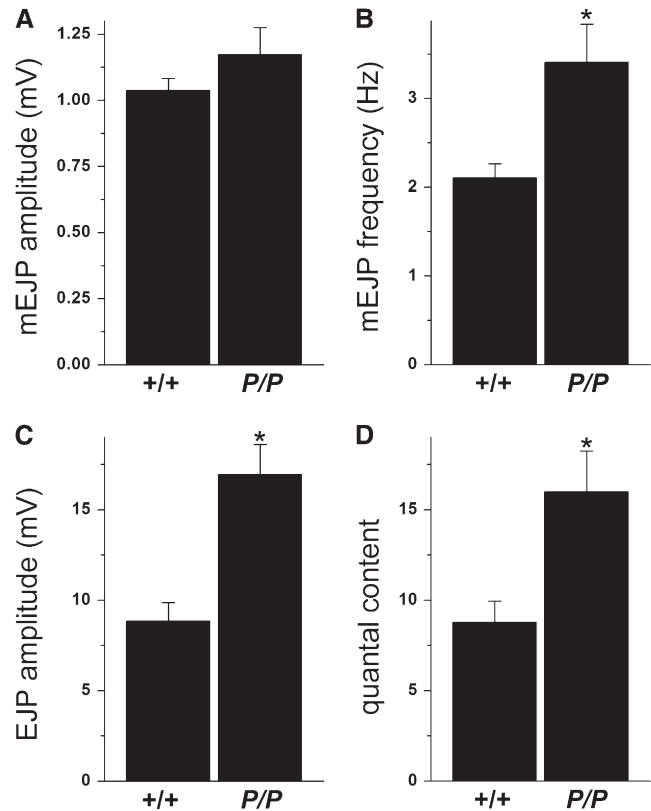 A
mEJP amplitude (mV)
1.25
1.00
0.75
0.50
0.25
0.00
+/+ P/P
B
mEJP frequency (Hz)
*
3
2
1
0
+/+ P/P
C
EJP amplitude (mV)
*
15
10
5
0
+/+ P/P
D
quantal content
*
15
10
5
0
+/+ P/P